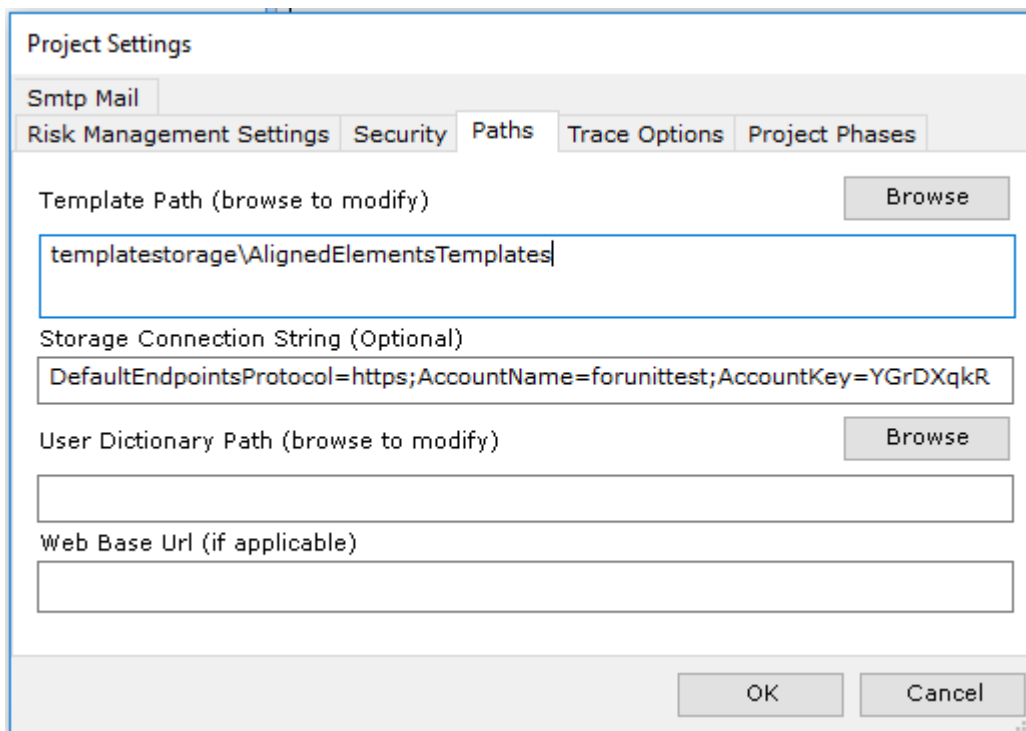 Project Settings
Smtp Mail
Risk Management Settings Security Paths Trace Options Project Phases
Template Path (browse to modify) Browse
templatestorage\AlignedElementsTemplates
Storage Connection String (Optional)
DefaultEndpointsProtocol=https;AccountName=forunittest;AccountKey=YGrDXqkR
User Dictionary Path (browse to modify) Browse
Web Base Url (if applicable)
OK Cancel